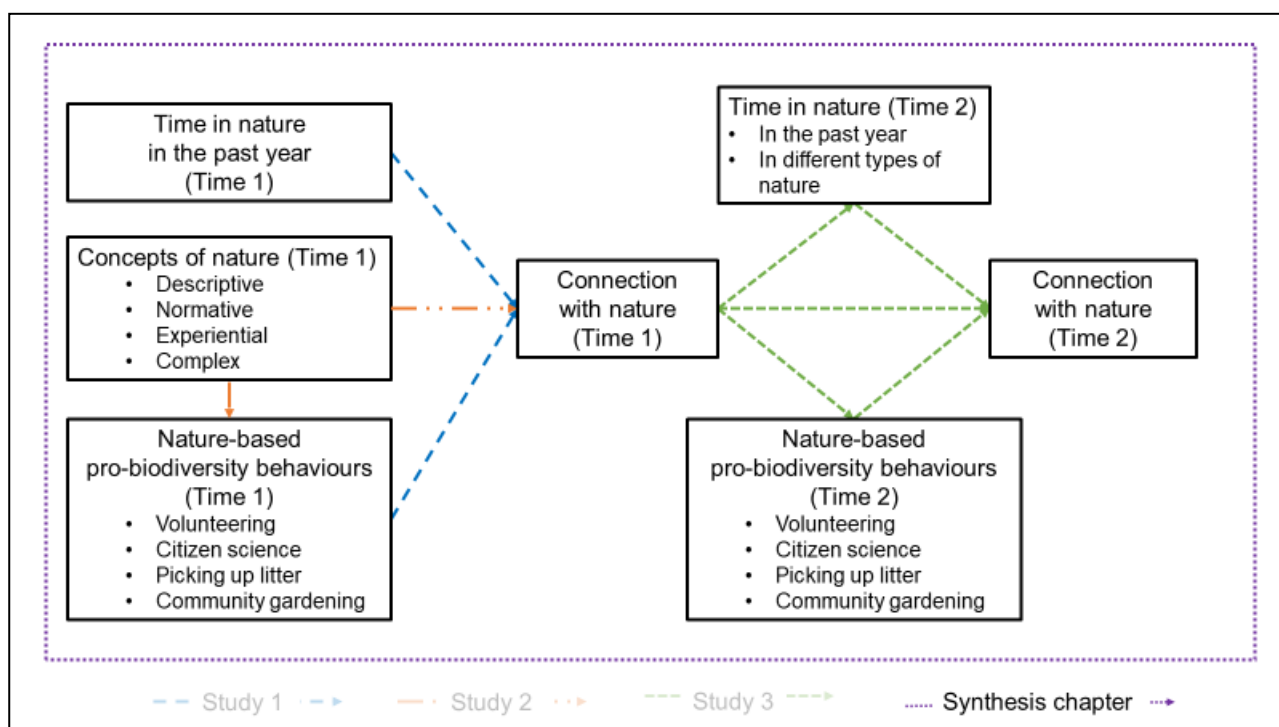 Time in nature
in the past year
(Time 1)
Concepts of nature (Time 1)
• Descriptive
• Normative
• Experiential
• Complex
Nature-based
pro-biodiversity behaviours
(Time 1)
• Volunteering
• Citizen science
• Picking up litter
• Community gardening
Connection
with nature
(Time 1)
Time in nature (Time 2)
• In the past year
• In different types of
nature
Nature-based
pro-biodiversity behaviours
(Time 2)
• Volunteering
• Citizen science
• Picking up litter
• Community gardening
Connection
with nature
(Time 2)
Study 1
Study 2
Study 3
Synthesis chapter